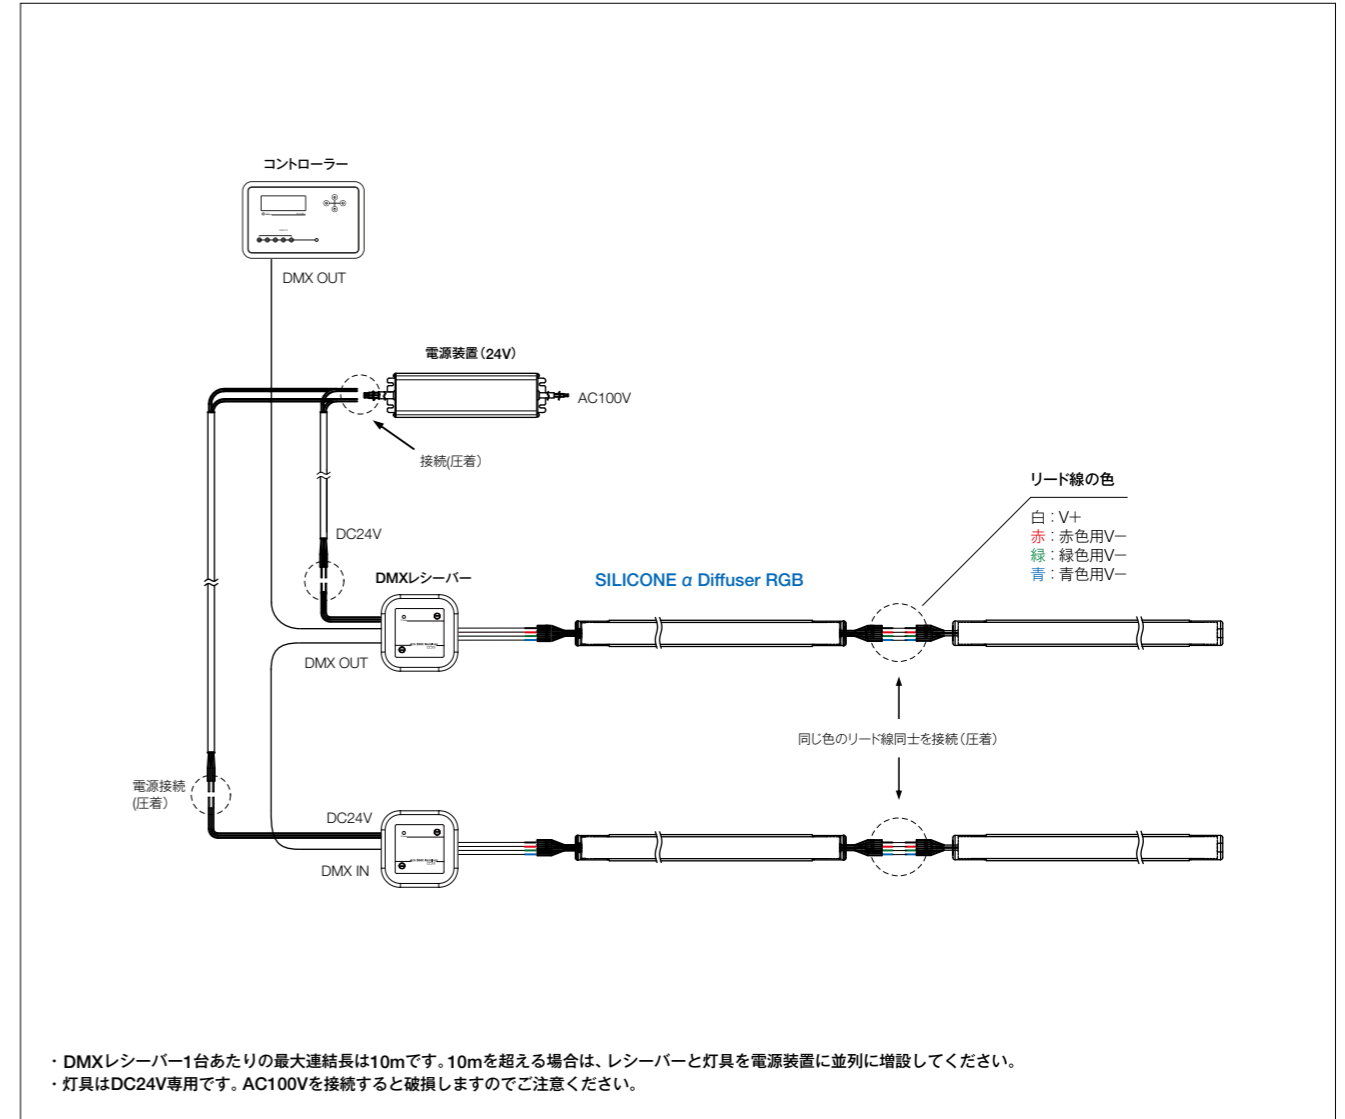 コントローラー
DMX OUT
電源装置（24V）
AC100V
接続(圧着）
リード線の色
白：V＋
赤：赤色用V－
緑：緑色用V－
青：青色用V－
DC24V
DMXレシーバー
SILICONE α Diffuser RGB
DMX OUT
同じ色のリード線同士を接続（圧着）
電源接続
(圧着）
DC24V
DMX IN
・DMXレシーバー1台あたりの最大連結長は10mです。10mを超える場合は、レシーバーと灯具を電源装置に並列に増設してください。
・灯具はDC24V専用です。AC100Vを接続すると破損しますのでご注意ください。